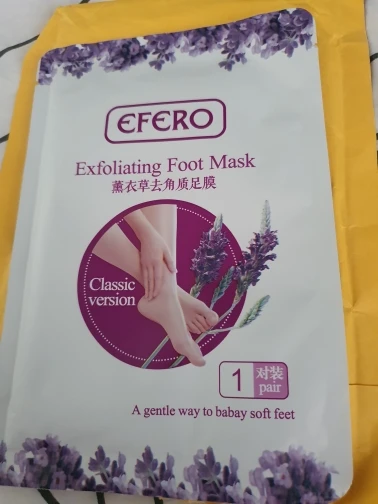 EFERO
Exfoliating Foot Mask
薰衣草去角质足膜
Classic
version
1 对装
pair
A gentle way to babay soft feet